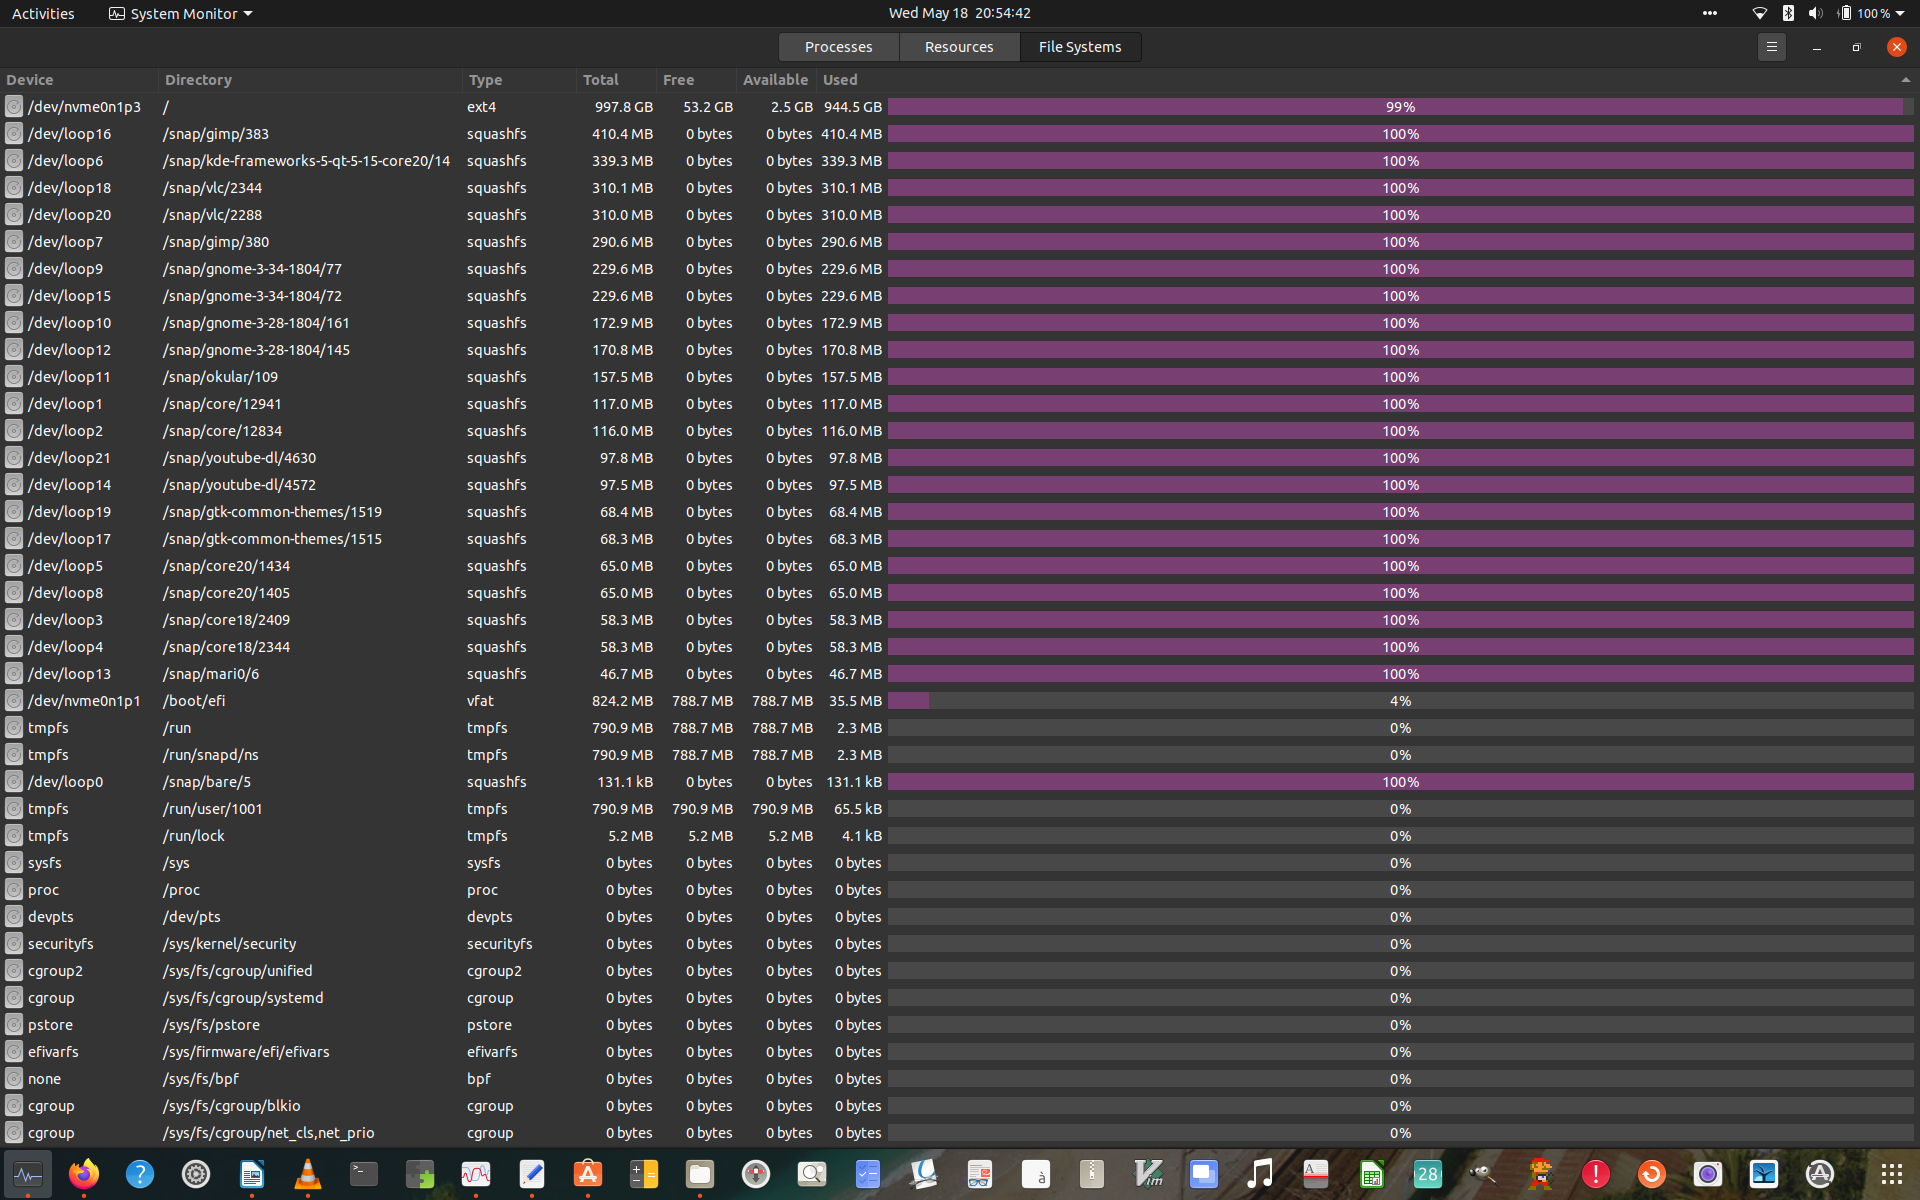 Activities System Monitor Wed May 18 20:54:42 100 %
Processes Resources File Systems
Device Directory Type Total Free Available Used
/dev/nvme0n1p3 / ext4 997.8 GB 53.2 GB 2.5 GB 944.5 GB 99%
/dev/loop16 /snap/gimp/383 squashfs 410.4 MB 0 bytes 0 bytes 410.4 MB 100%
/dev/loop6 /snap/kde-frameworks-5-qt-5-15-core20/14 squashfs 339.3 MB 0 bytes 0 bytes 339.3 MB 100%
/dev/loop18 /snap/vlc/2344 squashfs 310.1 MB 0 bytes 0 bytes 310.1 MB 100%
/dev/loop20 /snap/vlc/2288 squashfs 310.0 MB 0 bytes 0 bytes 310.0 MB 100%
/dev/loop7 /snap/gimp/380 squashfs 290.6 MB 0 bytes 0 bytes 290.6 MB 100%
/dev/loop9 /snap/gnome-3-34-1804/77 squashfs 229.6 MB 0 bytes 0 bytes 229.6 MB 100%
/dev/loop15 /snap/gnome-3-34-1804/72 squashfs 229.6 MB 0 bytes 0 bytes 229.6 MB 100%
/dev/loop10 /snap/gnome-3-28-1804/161 squashfs 172.9 MB 0 bytes 0 bytes 172.9 MB 100%
/dev/loop12 /snap/gnome-3-28-1804/145 squashfs 170.8 MB 0 bytes 0 bytes 170.8 MB 100%
/dev/loop11 /snap/okular/109 squashfs 157.5 MB 0 bytes 0 bytes 157.5 MB 100%
/dev/loop1 /snap/core/12941 squashfs 117.0 MB 0 bytes 0 bytes 117.0 MB 100%
/dev/loop2 /snap/core/12834 squashfs 116.0 MB 0 bytes 0 bytes 116.0 MB 100%
/dev/loop21 /snap/youtube-dl/4630 squashfs 97.8 MB 0 bytes 0 bytes 97.8 MB 100%
/dev/loop14 /snap/youtube-dl/4572 squashfs 97.5 MB 0 bytes 0 bytes 97.5 MB 100%
/dev/loop19 /snap/gtk-common-themes/1519 squashfs 68.4 MB 0 bytes 0 bytes 68.4 MB 100%
/dev/loop17 /snap/gtk-common-themes/1515 squashfs 68.3 MB 0 bytes 0 bytes 68.3 MB 100%
/dev/loop5 /snap/core20/1434 squashfs 65.0 MB 0 bytes 0 bytes 65.0 MB 100%
/dev/loop8 /snap/core20/1405 squashfs 65.0 MB 0 bytes 0 bytes 65.0 MB 100%
/dev/loop3 /snap/core18/2409 squashfs 58.3 MB 0 bytes 0 bytes 58.3 MB 100%
/dev/loop4 /snap/core18/2344 squashfs 58.3 MB 0 bytes 0 bytes 58.3 MB 100%
/dev/loop13 /snap/mari0/6 squashfs 46.7 MB 0 bytes 0 bytes 46.7 MB 100%
/dev/nvme0n1p1 /boot/efi vfat 824.2 MB 788.7 MB 788.7 MB 35.5 MB 4%
tmpfs /run tmpfs 790.9 MB 788.7 MB 788.7 MB 2.3 MB 0%
tmpfs /run/snapd/ns tmpfs 790.9 MB 788.7 MB 788.7 MB 2.3 MB 0%
/dev/loop0 /snap/bare/5 squashfs 131.1 kB 0 bytes 0 bytes 131.1 kB 100%
tmpfs /run/user/1001 tmpfs 790.9 MB 790.9 MB 790.9 MB 65.5 kB 0%
tmpfs /run/lock tmpfs 5.2 MB 5.2 MB 5.2 MB 4.1 kB 0%
sysfs /sys sysfs 0 bytes 0 bytes 0 bytes 0 bytes 0%
proc /proc proc 0 bytes 0 bytes 0 bytes 0 bytes 0%
devpts /dev/pts devpts 0 bytes 0 bytes 0 bytes 0 bytes 0%
securityfs /sys/kernel/security securityfs 0 bytes 0 bytes 0 bytes 0 bytes 0%
cgroup2 /sys/fs/cgroup/unified cgroup2 0 bytes 0 bytes 0 bytes 0 bytes 0%
cgroup /sys/fs/cgroup/systemd cgroup 0 bytes 0 bytes 0 bytes 0 bytes 0%
pstore /sys/fs/pstore pstore 0 bytes 0 bytes 0 bytes 0 bytes 0%
efivarfs /sys/firmware/efi/efivars efivarfs 0 bytes 0 bytes 0 bytes 0 bytes 0%
none /sys/fs/bpf bpf 0 bytes 0 bytes 0 bytes 0 bytes 0%
cgroup /sys/fs/cgroup/blkio cgroup 0 bytes 0 bytes 0 bytes 0 bytes 0%
cgroup /sys/fs/cgroup/net_cls,net_prio cgroup 0 bytes 0 bytes 0 bytes 0 bytes 0%
? >_ à Vim A 28 !